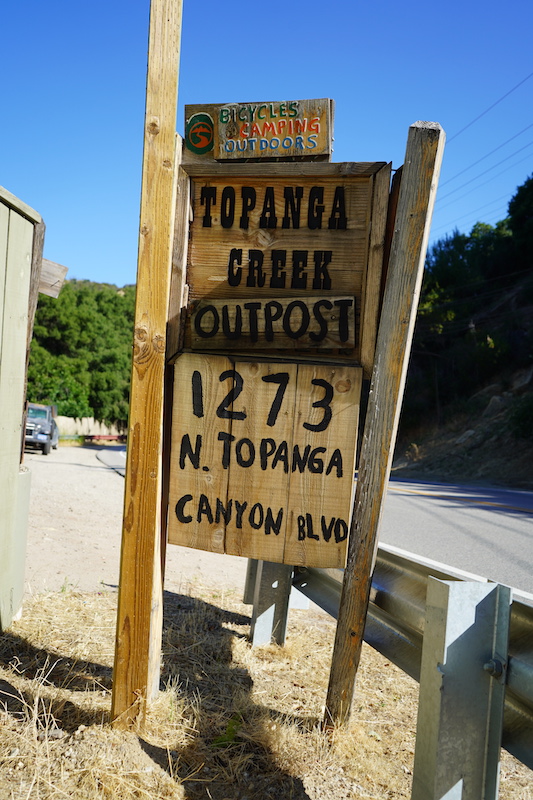 BICYCLES
CAMPING
OUTDOORS
TOPANGA
CREEK
OUTPOST
1273
N. TOPANGA
CANYON BLVD